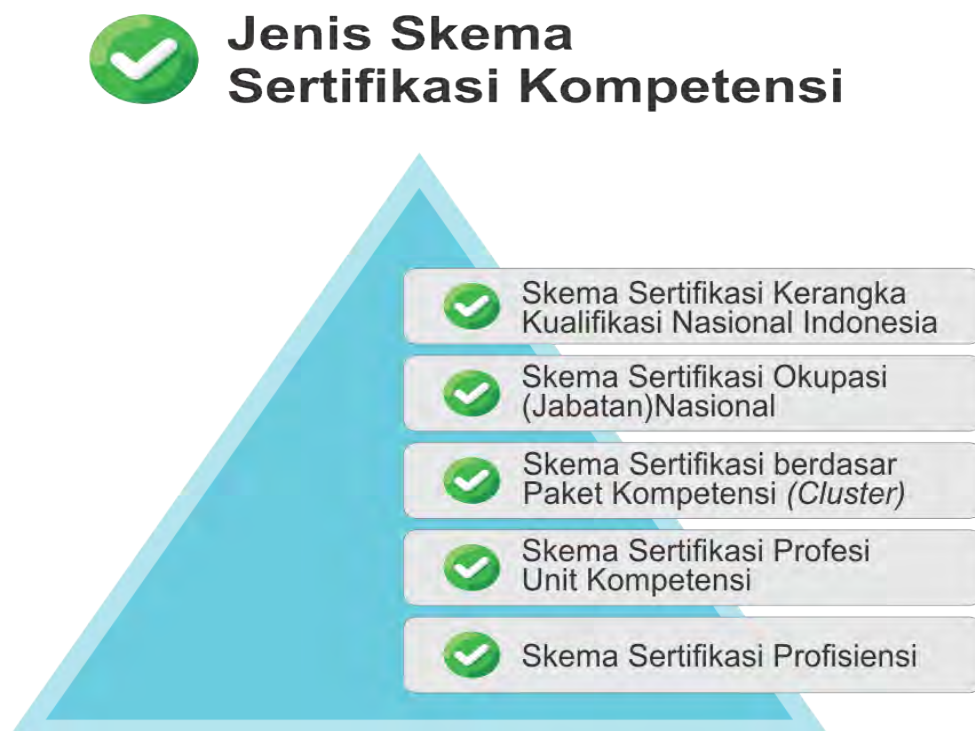 Jenis Skema
Sertifikasi Kompetensi
Skema Sertifikasi Kerangka
Kualifikasi Nasional Indonesia
Skema Sertifikasi Okupasi
(Jabatan)Nasional
Skema Sertifikasi berdasar
Paket Kompetensi (Cluster)
Skema Sertifikasi Profesi
Unit Kompetensi
Skema Sertifikasi Profisiensi